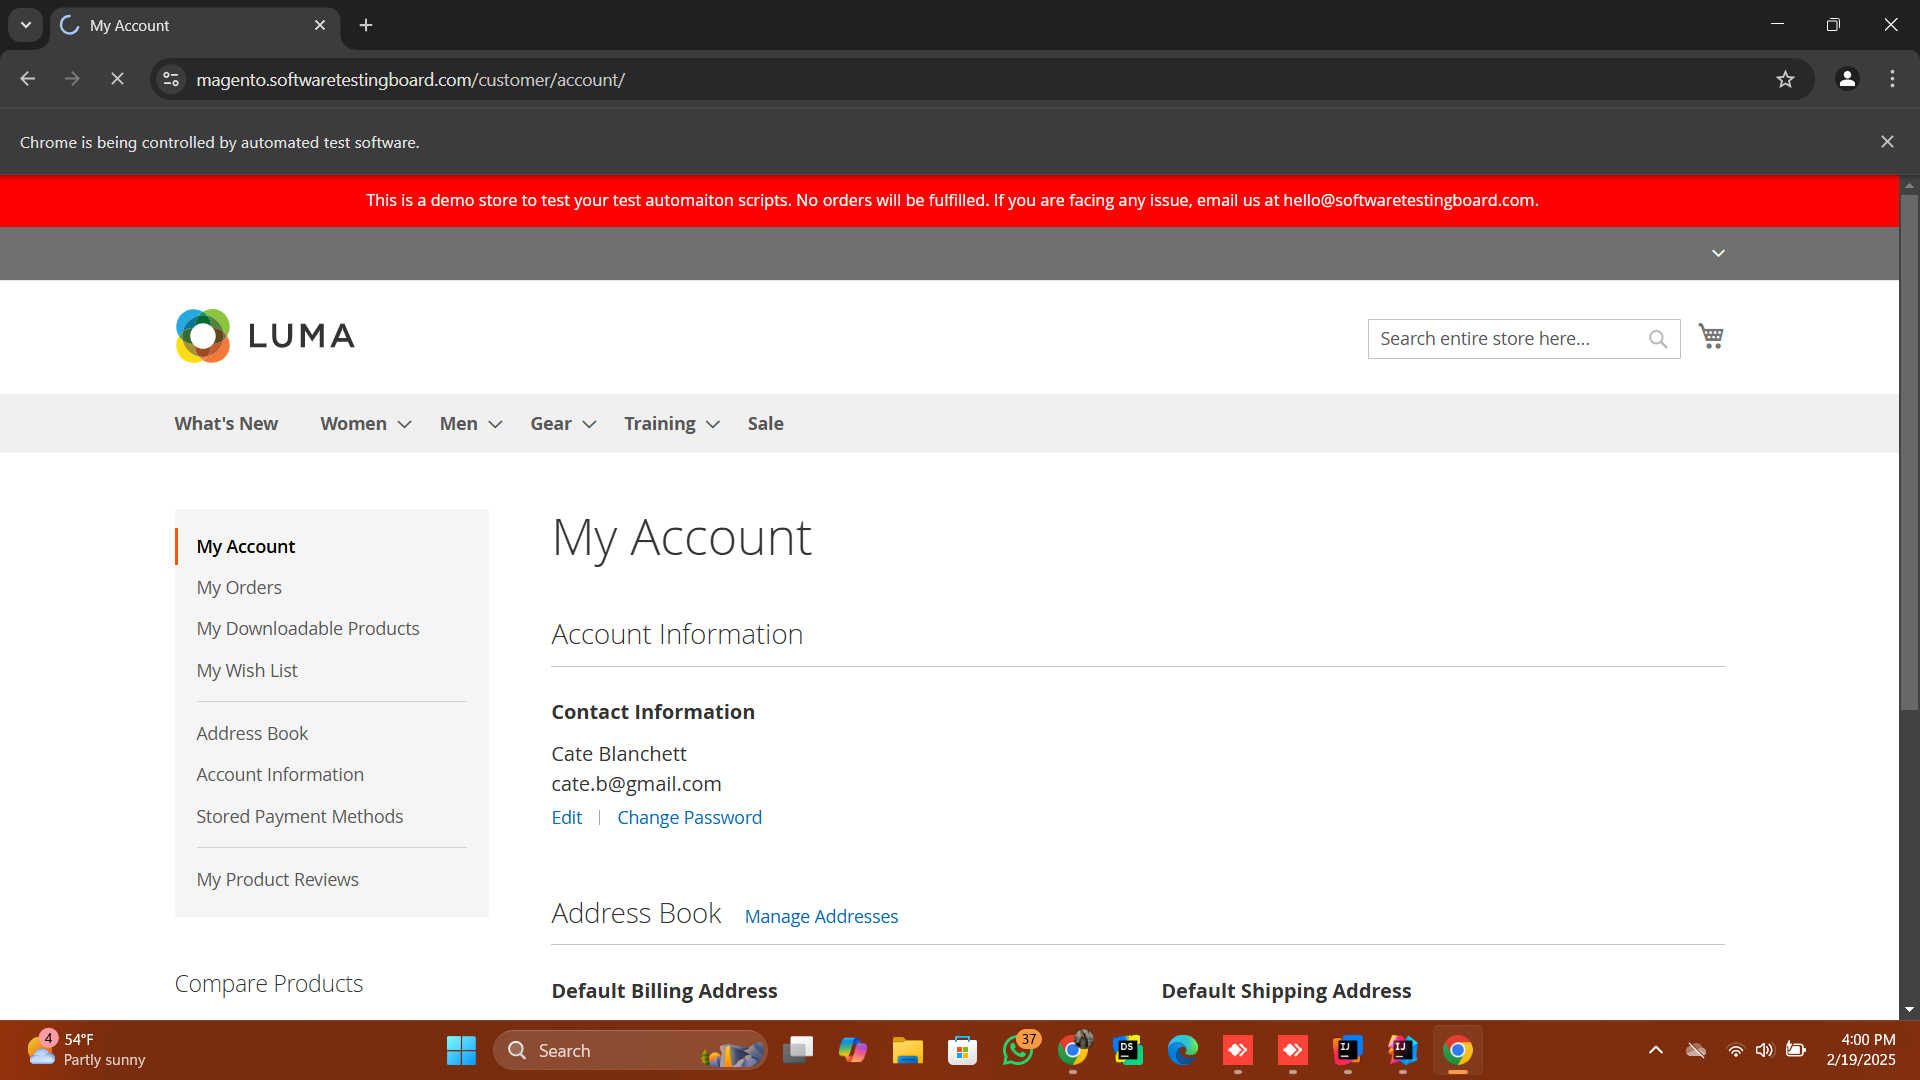 My Account
magento.softwaretestingboard.com/customer/account/
Chrome is being controlled by automated test software.
This is a demo store to test your test automaiton scripts. No orders will be fulfilled. If you are facing any issue, email us at hello@softwaretestingboard.com.
LUMA
Search entire store here...
What's New Women Men Gear Training Sale
My Account
My Orders
My Downloadable Products
My Wish List
Address Book
Account Information
Stored Payment Methods
My Product Reviews
Compare Products
My Account
Account Information
Contact Information
Cate Blanchett
cate.b@gmail.com
Edit | Change Password
Address Book Manage Addresses
Default Billing Address Default Shipping Address
4
54°F
Partly sunny
Search
37
DS
IJ
IJ
4:00 PM
2/19/2025